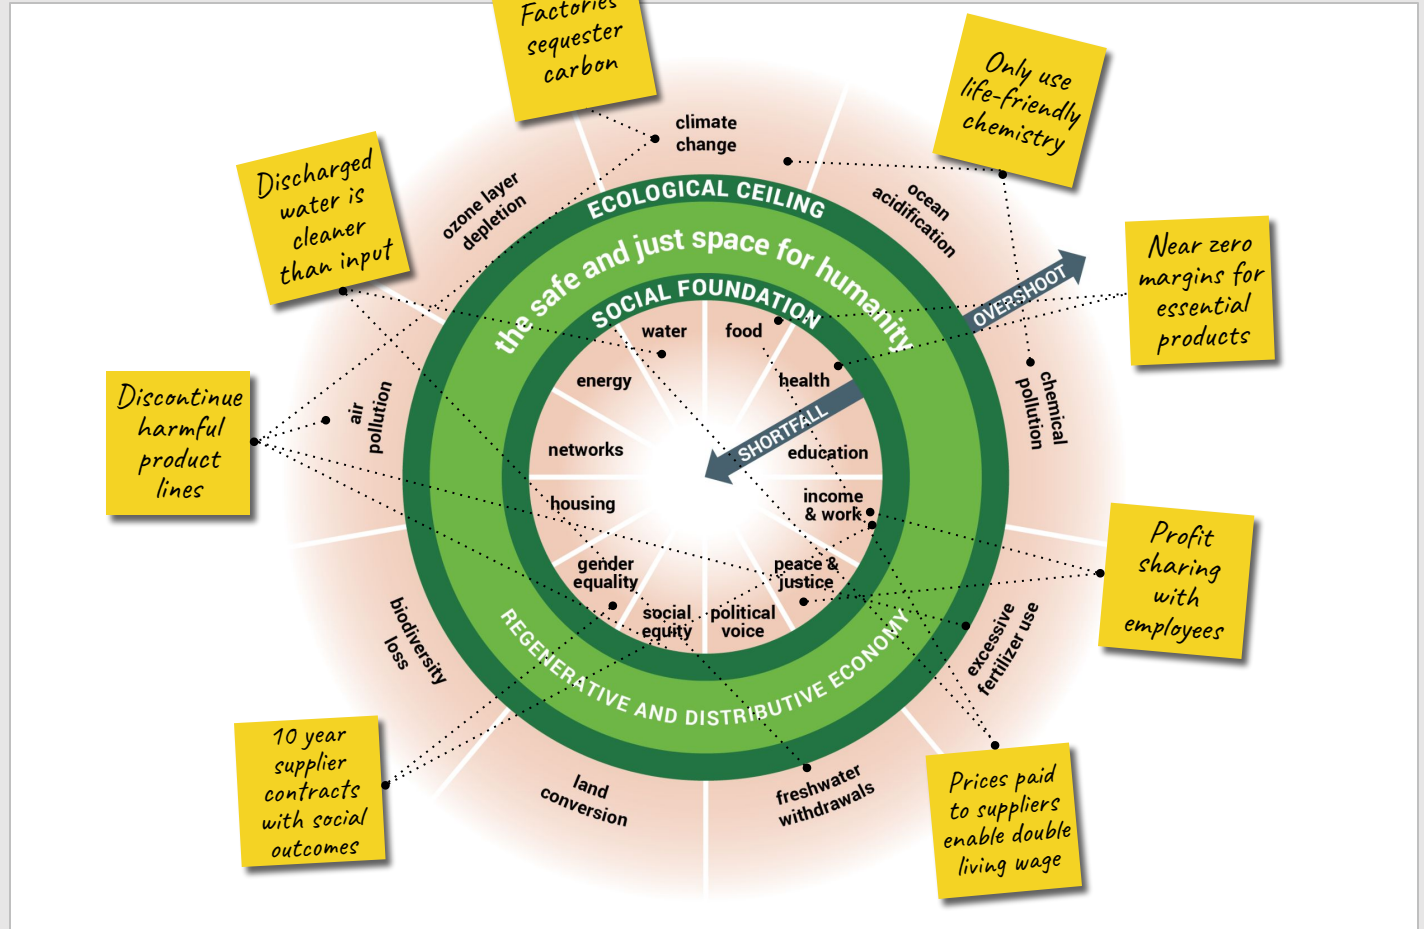 Factories
sequester
carbon
Only use
life-friendly
chemistry
Discharged
water is
cleaner
than input
climate
change
ozone layer
depletion
ocean
acidification
ECOLOGICAL CEILING
the safe and just space for humanity
SOCIAL FOUNDATION
OVERSHOOT
Near zero
margins for
essential
products
water
food
energy
health
SHORTFALL
networks
education
housing
income
& work
gender
equality
peace &
justice
social
equity
political
voice
Discontinue
harmful
product
lines
air
pollution
chemical
pollution
Profit
sharing
with
employees
biodiversity
loss
excessive
fertilizer use
REGENERATIVE AND DISTRIBUTIVE ECONOMY
10 year
supplier
contracts
with social
outcomes
land
conversion
freshwater
withdrawals
Prices paid
to suppliers
enable double
living wage